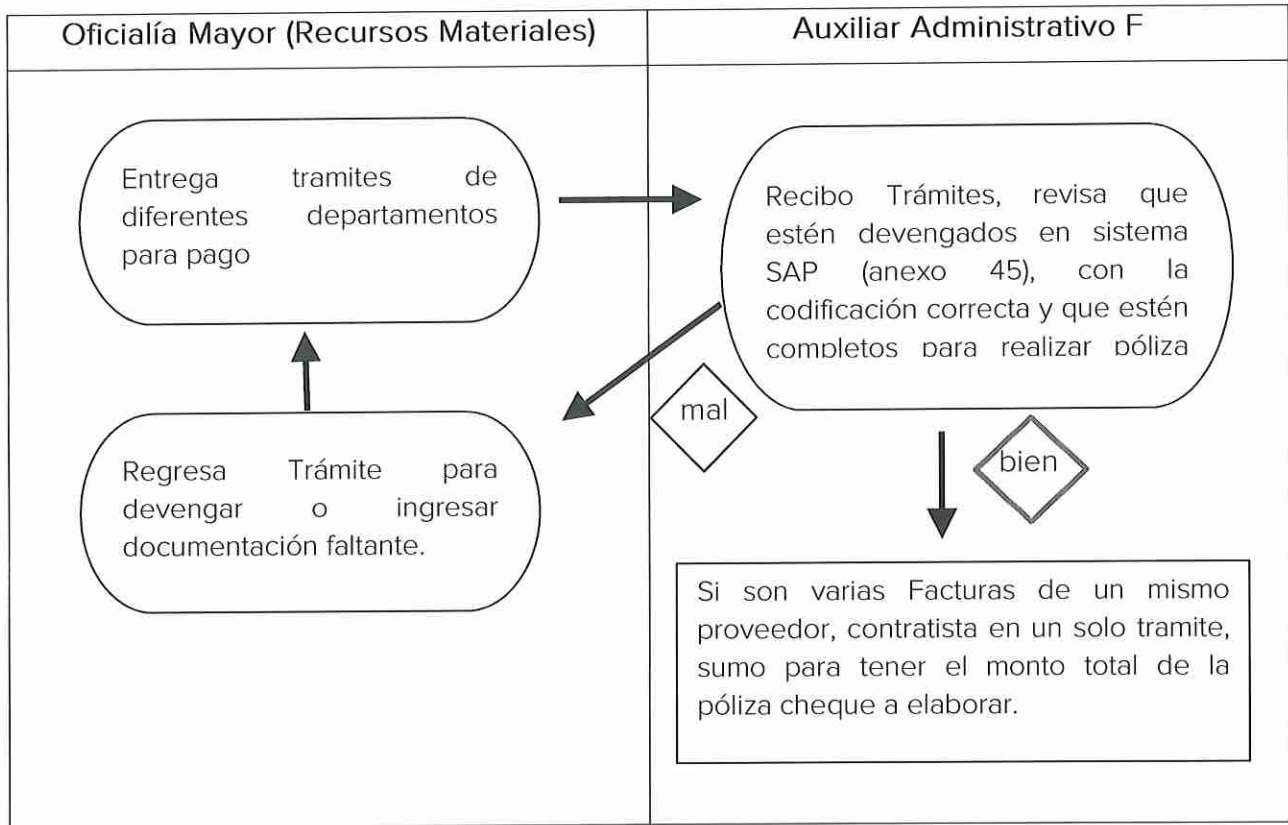 Oficialía Mayor (Recursos Materiales)
Auxiliar Administrativo F
Entrega tramites de
diferentes departamentos
para pago
Recibo Trámites, revisa que
estén devengados en sistema
SAP (anexo 45), con la
codificación correcta y que estén
completos para realizar póliza
mal
bien
Regresa Trámite para
devengar o ingresar
documentación faltante.
Si son varias Facturas de un mismo
proveedor, contratista en un solo tramite,
sumo para tener el monto total de la
póliza cheque a elaborar.